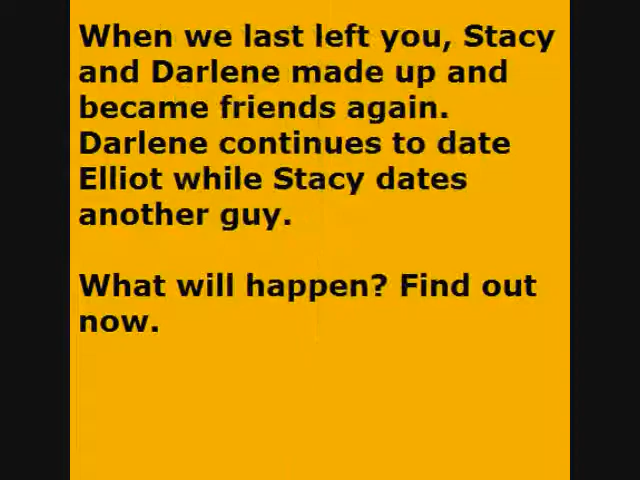 When we last left you, Stacy
and Darlene made up and
became friends again.
Darlene continues to date
Elliot while Stacy dates
another guy.
What will happen? Find out
now.